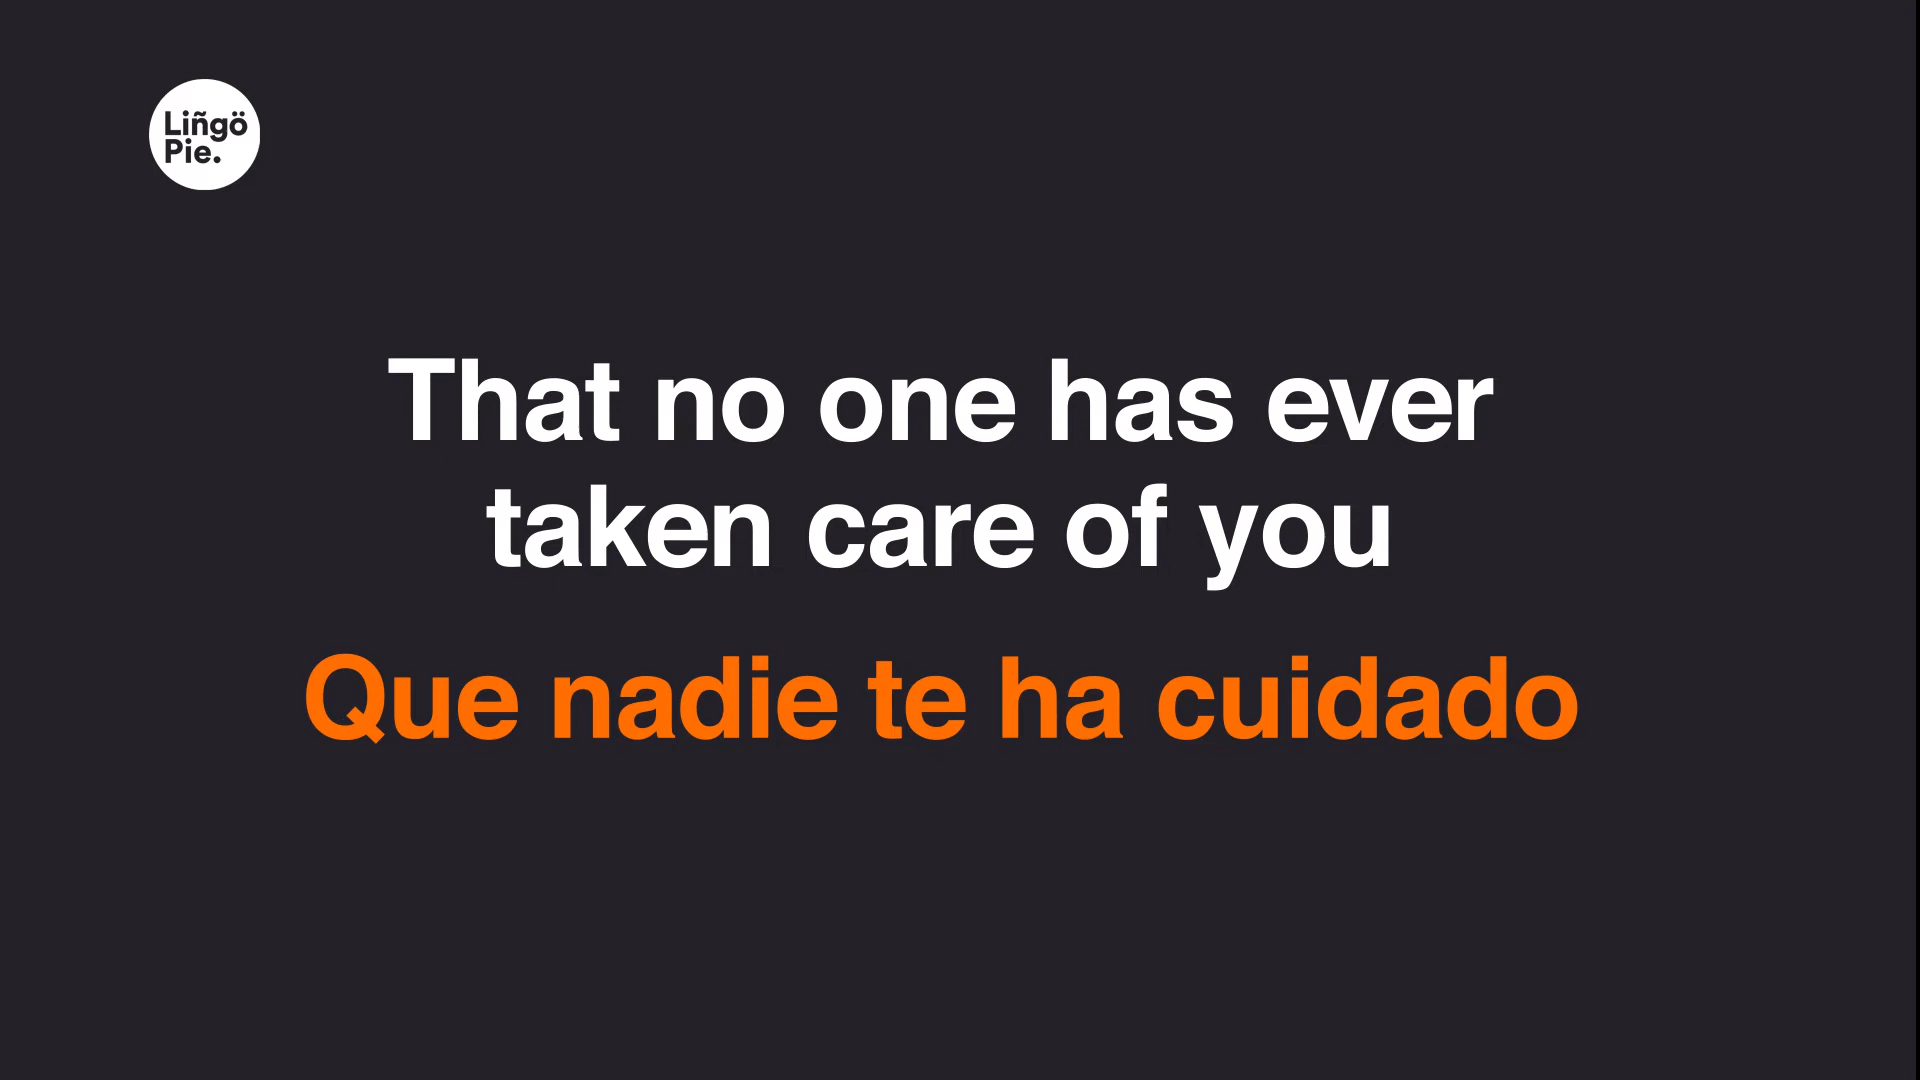 Liñgö
Pie.
That no one has ever
taken care of you
Que nadie te ha cuidado